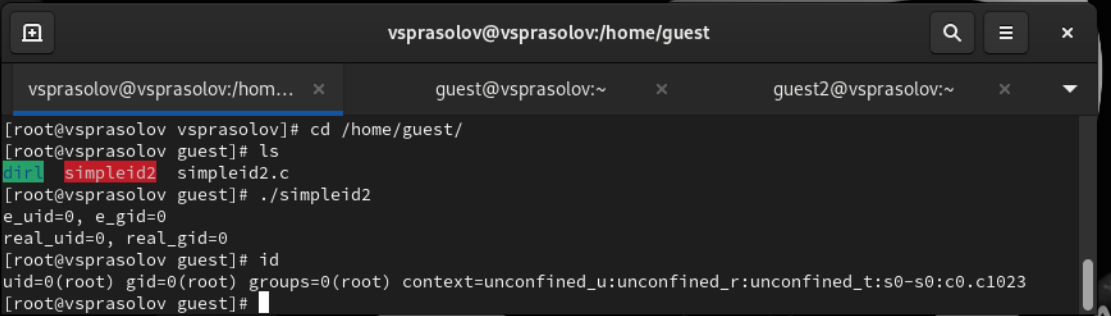 vsprasolov@vsprasolov:/home/guest
vsprasolov@vsprasolov:/hom... guest@vsprasolov:~ guest2@vsprasolov:~
[root@vsprasolov vsprasolov]# cd /home/guest/
[root@vsprasolov guest]# ls
dir1 simpleid2 simpleid2.c
[root@vsprasolov guest]# ./simpleid2
e_uid=0, e_gid=0
real_uid=0, real_gid=0
[root@vsprasolov guest]# id
uid=0(root) gid=0(root) groups=0(root) context=unconfined_u:unconfined_r:unconfined_t:s0-s0:c0.c1023
[root@vsprasolov guest]#